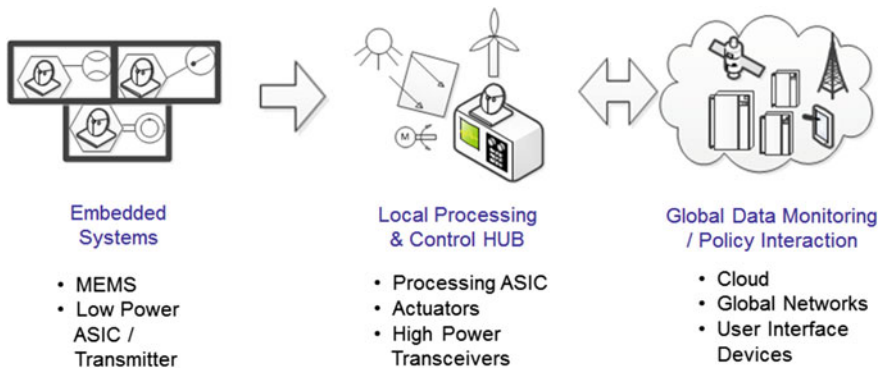 M
Embedded
Systems
• MEMS
• Low Power
ASIC /
Transmitter
Local Processing
& Control HUB
• Processing ASIC
• Actuators
• High Power
Transceivers
Global Data Monitoring
/ Policy Interaction
• Cloud
• Global Networks
• User Interface
Devices